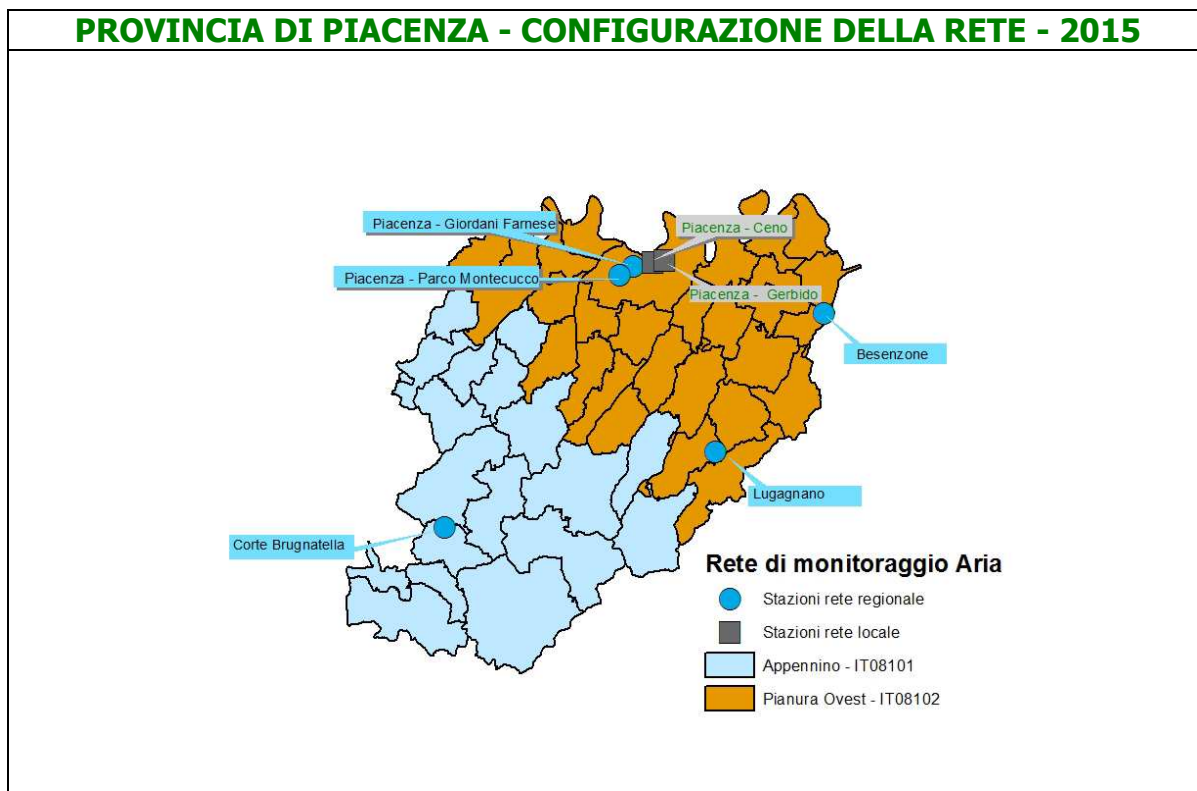 PROVINCIA DI PIACENZA - CONFIGURAZIONE DELLA RETE - 2015
Piacenza - Giordani Farnese
Piacenza - Ceno
Piacenza - Parco Montecucco
Piacenza - Gerbido
Besenzone
Lugagnano
Corte Brugnatella
Rete di monitoraggio Aria
Stazioni rete regionale
Stazioni rete locale
Appennino - IT08101
Pianura Ovest - IT08102